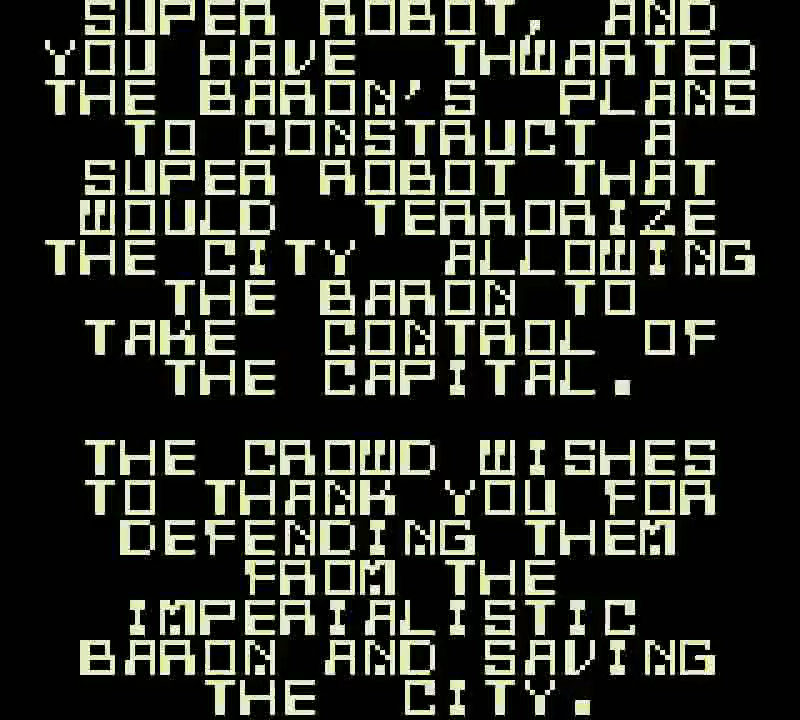 SUPER ROBOT, AND
YOU HAVE THWARTED
THE BARON'S PLANS
TO CONSTRUCT A
SUPER ROBOT THAT
WOULD TERRORIZE
THE CITY ALLOWING
THE BARON TO
TAKE CONTROL OF
THE CAPITAL.
THE CROWD WISHES
TO THANK YOU FOR
DEFENDING THEM
FROM THE
IMPERIALISTIC
BARON AND SAVING
THE CITY.